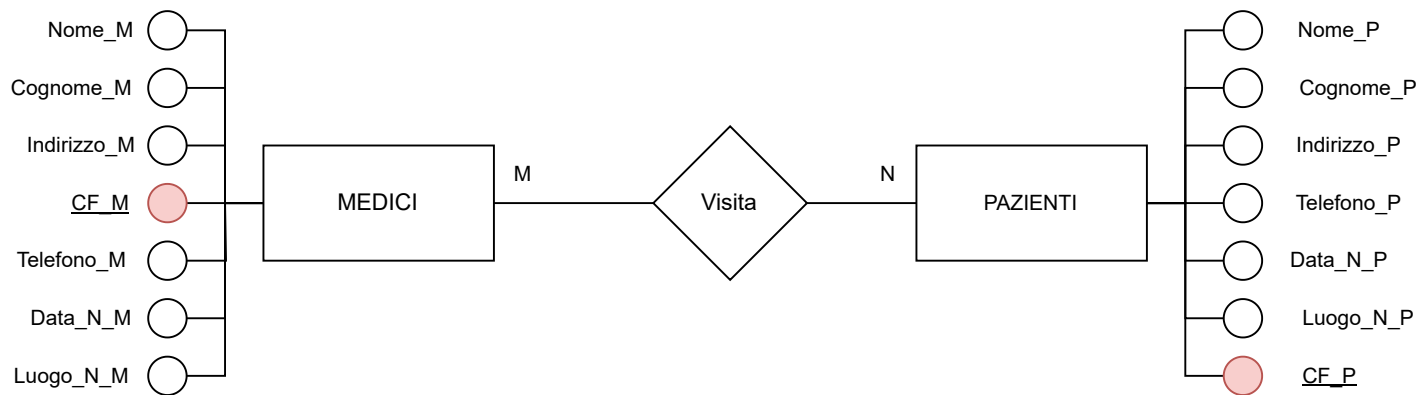 Nome_M
Cognome_M
Indirizzo_M
CF_M
Telefono_M
Data_N_M
Luogo_N_M
MEDICI
M
Visita
N
PAZIENTI
Nome_P
Cognome_P
Indirizzo_P
Telefono_P
Data_N_P
Luogo_N_P
CF_P